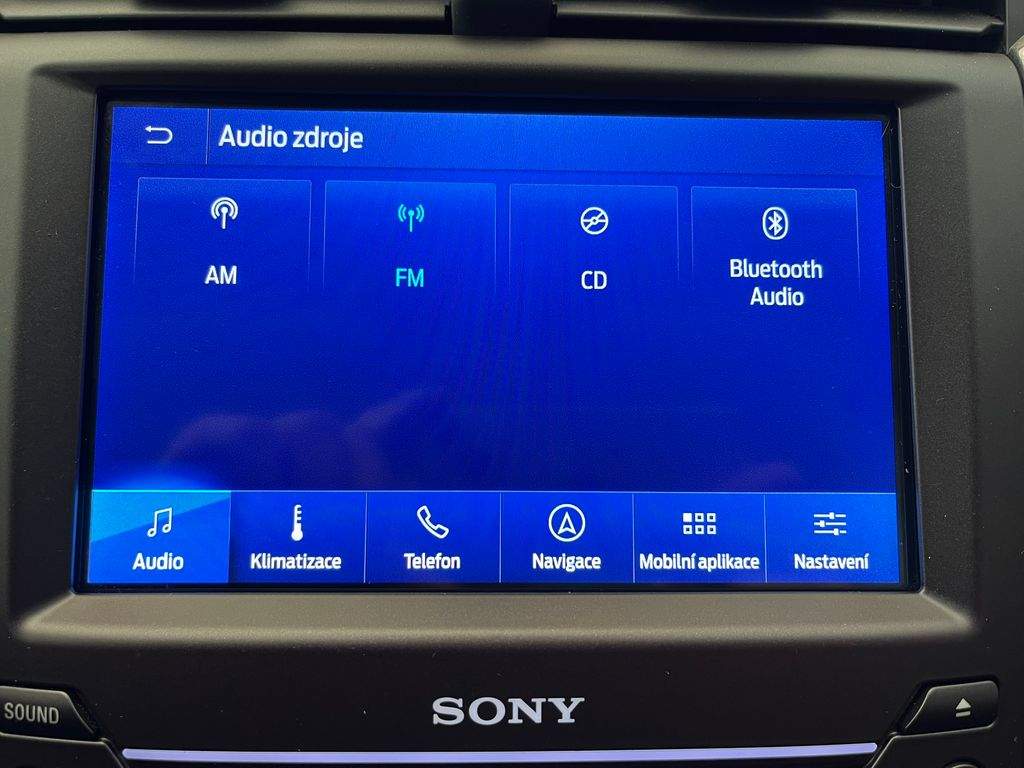 Audio zdroje
AM
FM
CD
Bluetooth
Audio
Audio
Klimatizace
Telefon
Navigace
Mobilní aplikace
Nastavení
SOUND
SONY